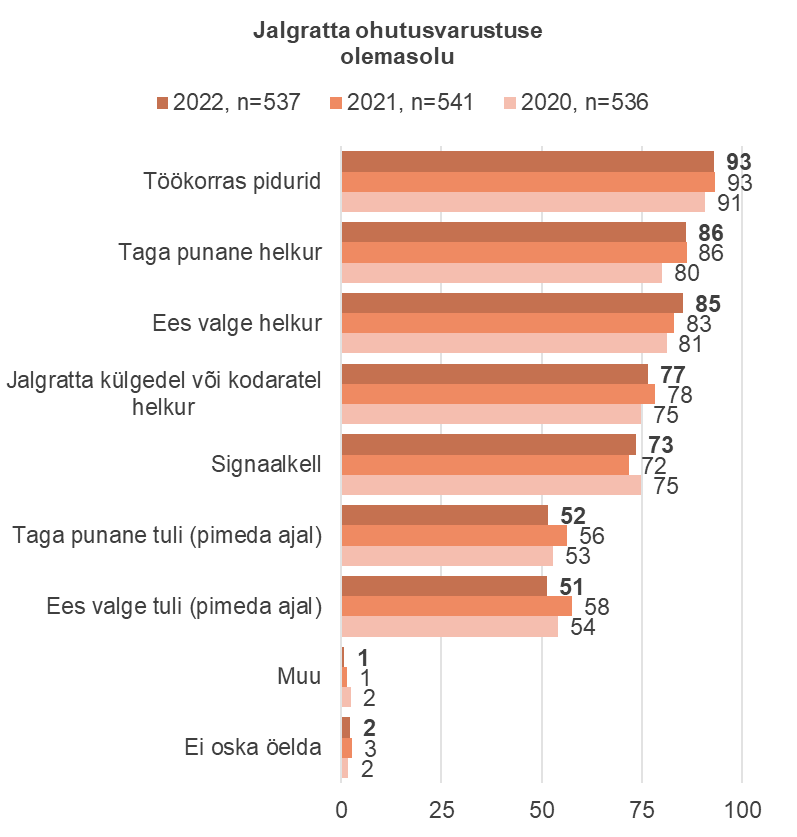 Jalgratta ohutusvarustuse
olemasolu
2022, n=537 2021, n=541 2020, n=536
Töökorras pidurid
93
93
91
Taga punane helkur
86
86
80
Ees valge helkur
85
83
81
Jalgratta külgedel või kodaratel
helkur
77
78
75
Signaalkell
73
72
75
Taga punane tuli (pimeda ajal)
52
56
53
Ees valge tuli (pimeda ajal)
51
58
54
Muu
1
1
2
Ei oska öelda
2
3
2
0 25 50 75 100